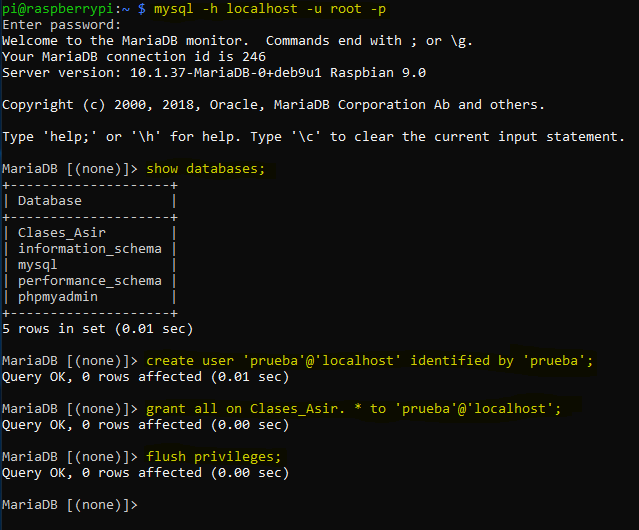 pi@raspberrypi:~ $ mysql -h localhost -u root -p
Enter password:
Welcome to the MariaDB monitor.  Commands end with ; or \g.
Your MariaDB connection id is 246
Server version: 10.1.37-MariaDB-0+deb9u1 Raspbian 9.0

Copyright (c) 2000, 2018, Oracle, MariaDB Corporation Ab and others.

Type 'help;' or '\h' for help. Type '\c' to clear the current input statement.

MariaDB [(none)]> show databases;
+--------------------+
| Database           |
+--------------------+
| Clases_Asir        |
| information_schema |
| mysql              |
| performance_schema |
| phpmyadmin         |
+--------------------+
5 rows in set (0.01 sec)

MariaDB [(none)]> create user 'prueba'@'localhost' identified by 'prueba';
Query OK, 0 rows affected (0.01 sec)

MariaDB [(none)]> grant all on Clases_Asir. * to 'prueba'@'localhost';
Query OK, 0 rows affected (0.00 sec)

MariaDB [(none)]> flush privileges;
Query OK, 0 rows affected (0.00 sec)

MariaDB [(none)]>